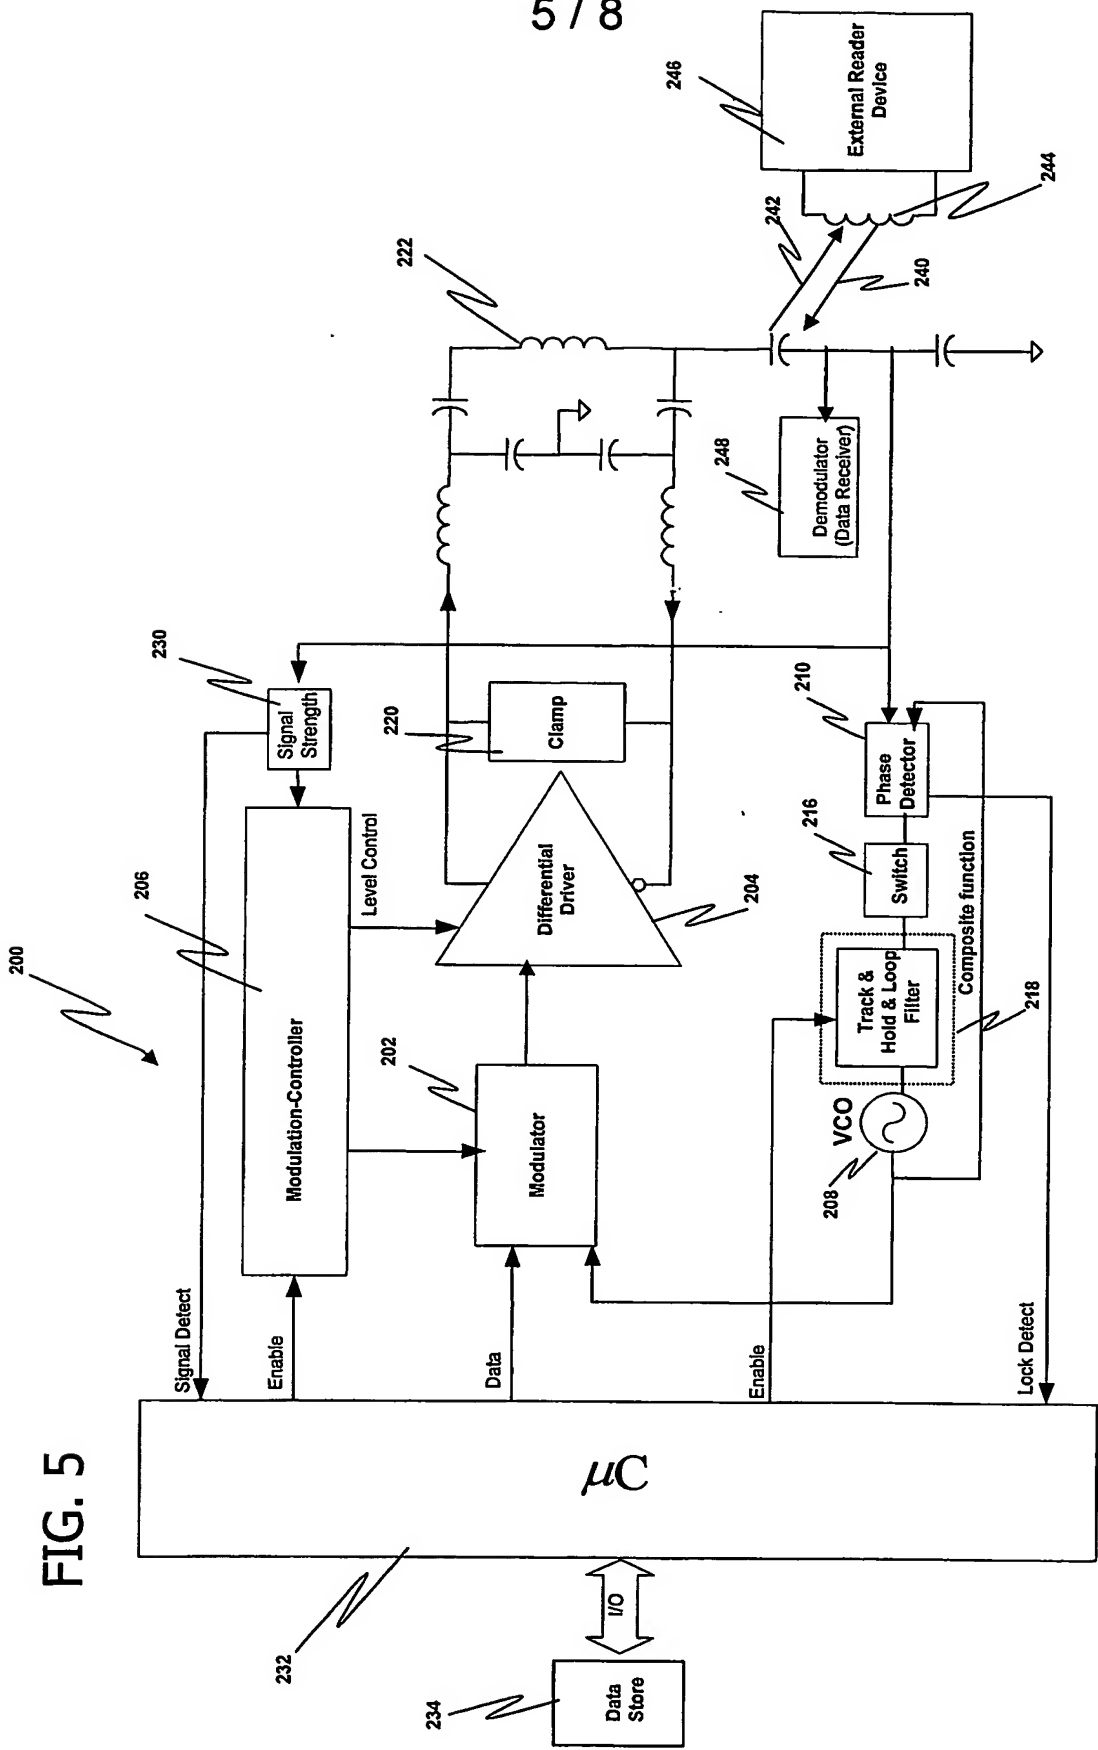 5 / 8
FIG. 5
200
206
230
Signal
Strength
Signal Detect
Enable
Modulation-Controller
Level Control
222
220
Clamp
Differential
Driver
204
202
Modulator
Data
246
External Reader
Device
242
240
244
248
Demodulator
(Data Receiver)
210
Phase
Detector
216
Switch
Composite function
Track &
Hold & Loop
Filter
218
VCO
208
Enable
Lock Detect
µC
232
I/O
234
Data
Store